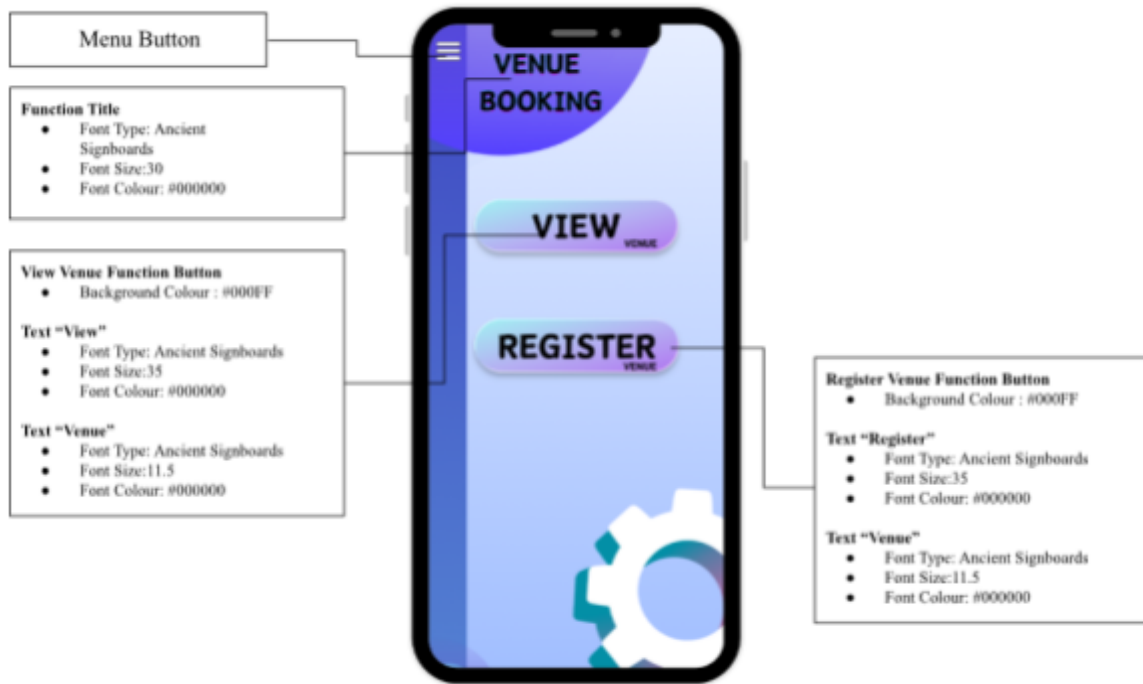 Menu Button
Function Title
● Font Type: Ancient
Signboards
● Font Size:30
● Font Colour: #000000
View Venue Function Button
● Background Colour : #000FF
Text “View”
● Font Type: Ancient Signboards
● Font Size:35
● Font Colour: #000000
Text “Venue”
● Font Type: Ancient Signboards
● Font Size:11.5
● Font Colour: #000000
VENUE
BOOKING
VIEW
VENUE
REGISTER
VENUE
Register Venue Function Button
● Background Colour : #000FF
Text “Register”
● Font Type: Ancient Signboards
● Font Size:35
● Font Colour: #000000
Text “Venue”
● Font Type: Ancient Signboards
● Font Size:11.5
● Font Colour: #000000